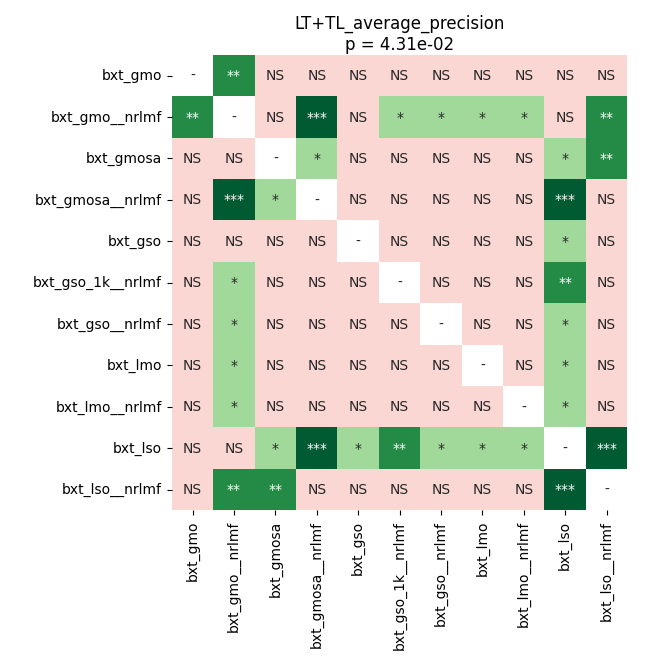 LT+TL_average_precision
p = 4.31e-02
bxt_gmo - ** NS NS NS NS NS NS NS NS NS
bxt_gmo__nrlmf ** - NS *** NS * * * * NS **
bxt_gmosa NS NS - * NS NS NS NS NS * **
bxt_gmosa__nrlmf NS *** * - NS NS NS NS NS *** NS
bxt_gso NS NS NS NS - NS NS NS NS * NS
bxt_gso_1k__nrlmf NS * NS NS NS - NS NS NS ** NS
bxt_gso__nrlmf NS * NS NS NS NS - NS NS * NS
bxt_lmo NS * NS NS NS NS NS - NS * NS
bxt_lmo__nrlmf NS * NS NS NS NS NS NS - * NS
bxt_lso NS NS * *** * ** * * * - ***
bxt_lso__nrlmf NS ** ** NS NS NS NS NS NS *** -
bxt_gmo
bxt_gmo__nrlmf
bxt_gmosa
bxt_gmosa__nrlmf
bxt_gso
bxt_gso_1k__nrlmf
bxt_gso__nrlmf
bxt_lmo
bxt_lmo__nrlmf
bxt_lso
bxt_lso__nrlmf